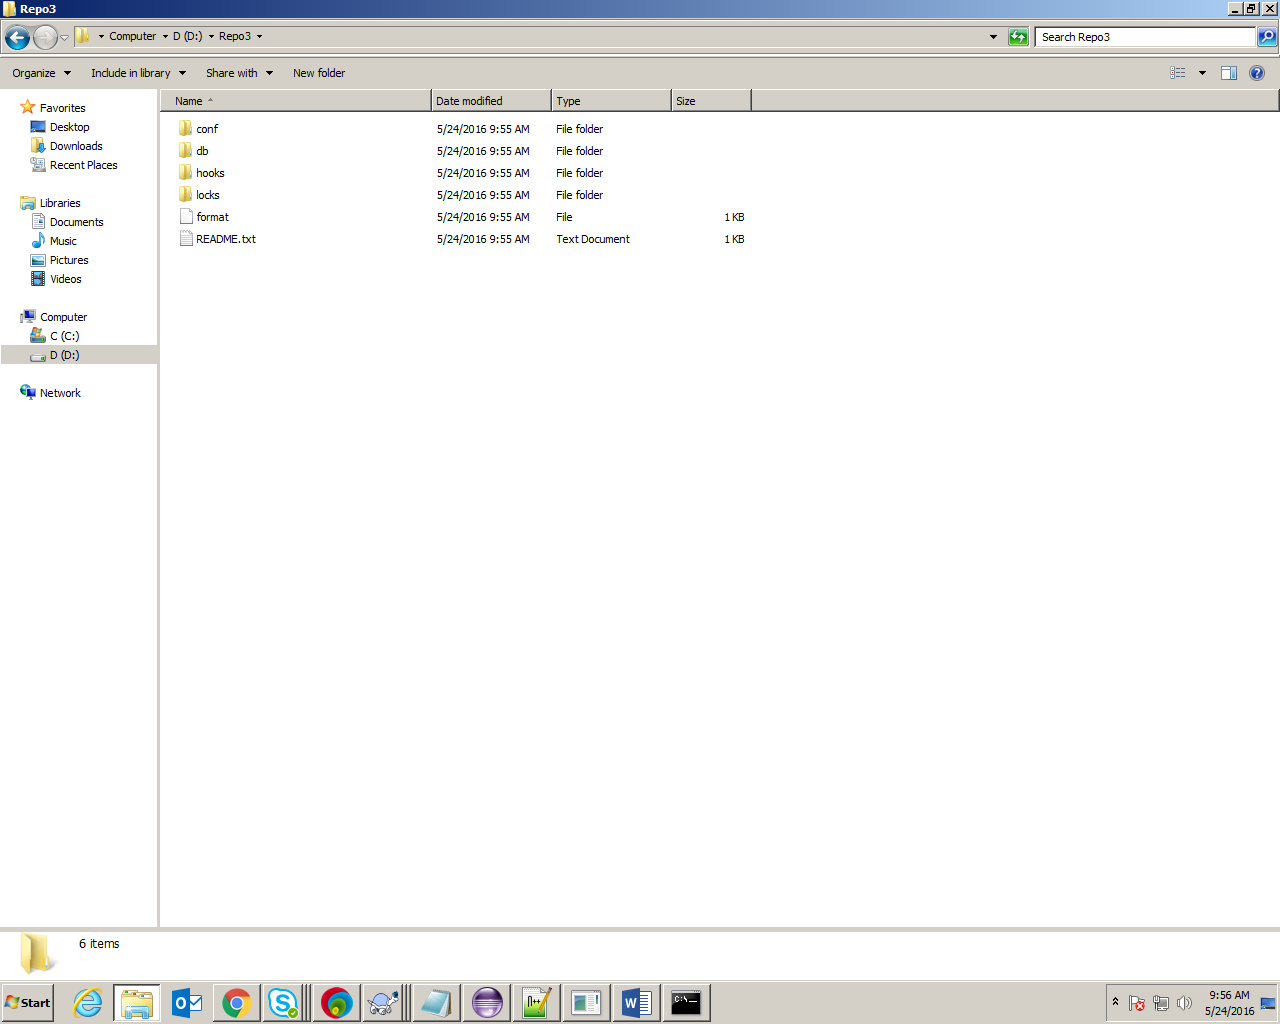 Repo3
Computer D (D:) Repo3
Search Repo3
Organize Include in library Share with New folder
Name Date modified Type Size
conf 5/24/2016 9:55 AM File folder
db 5/24/2016 9:55 AM File folder
hooks 5/24/2016 9:55 AM File folder
locks 5/24/2016 9:55 AM File folder
format 5/24/2016 9:55 AM File 1 KB
README.txt 5/24/2016 9:55 AM Text Document 1 KB
Favorites
Desktop
Downloads
Recent Places
Libraries
Documents
Music
Pictures
Videos
Computer
C (C:)
D (D:)
Network
6 items
Start
9:56 AM
5/24/2016